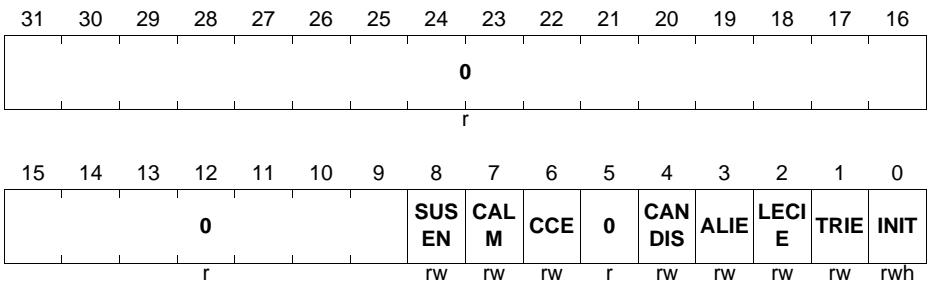 31 30 29 28 27 26 25 24 23 22 21 20 19 18 17 16
0
r
15 14 13 12 11 10 9 8 7 6 5 4 3 2 1 0
0 SUS EN CAL M CCE 0 CAN DIS ALIE LECI E TRIE INIT
r rw rw rw r rw rw rw rw rwh